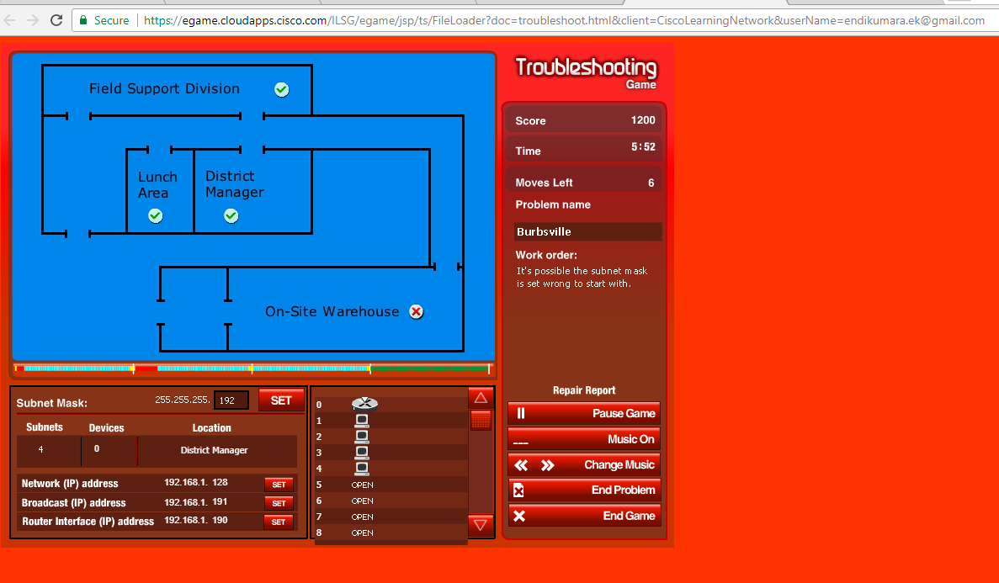 Secure
https://egame.cloudapps.cisco.com/ILSG/egame/jsp/ts/FileLoader?doc=troubleshoot.html&client=CiscoLearningNetwork&userName=endikumara.ek@gmail.com
Field Support Division
Lunch Area
District Manager
On-Site Warehouse
Troubleshooting
Game
Score 1200
Time 5:52
Moves Left 6
Problem name
Burbsville
Work order:
It's possible the subnet mask
is set wrong to start with.
Repair Report
Pause Game
Music On
Change Music
End Problem
End Game
Subnet Mask: 255.255.255. 192 SET
Subnets Devices Location
4 0 District Manager
Network (IP) address 192.168.1. 128 SET
Broadcast (IP) address 192.168.1. 191 SET
Router Interface (IP) address 192.168.1. 190 SET
0
1
2
3
4
5 OPEN
6 OPEN
7 OPEN
8 OPEN